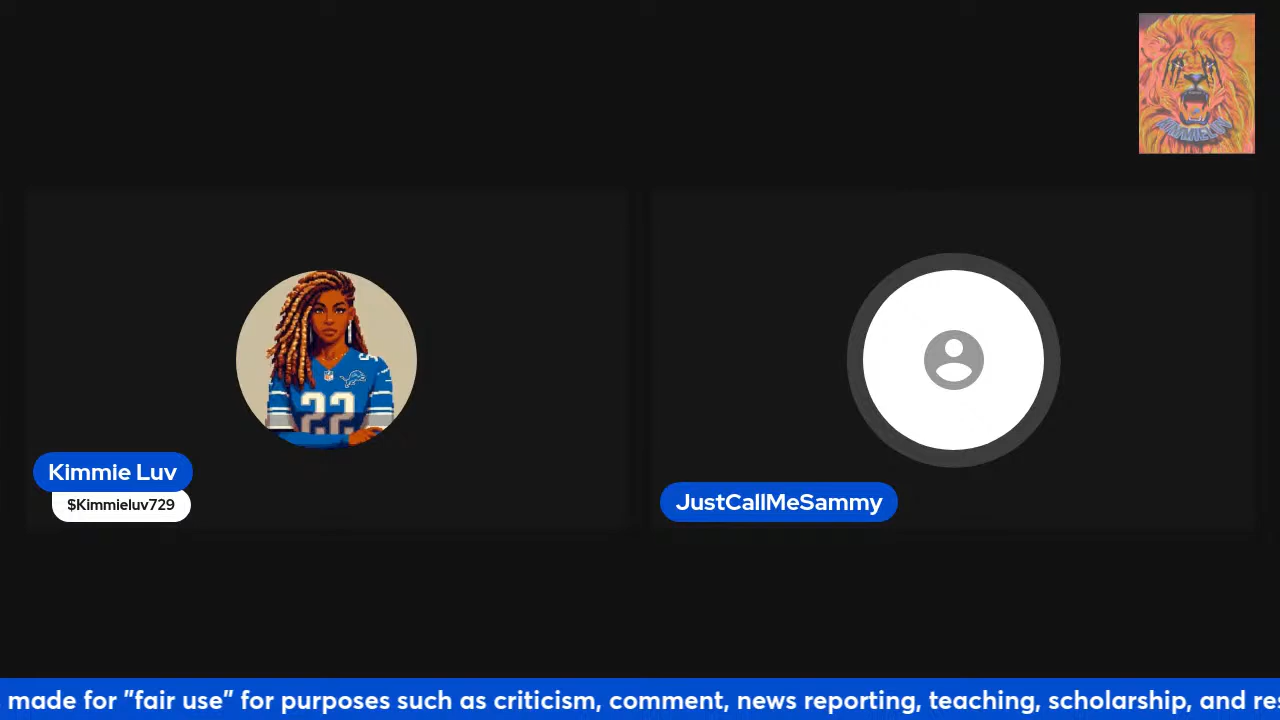 Kimmie Luv
$Kimmieluv729
JustCallMeSammy
22
made for "fair use" for purposes such as criticism, comment, news reporting, teaching, scholarship, and